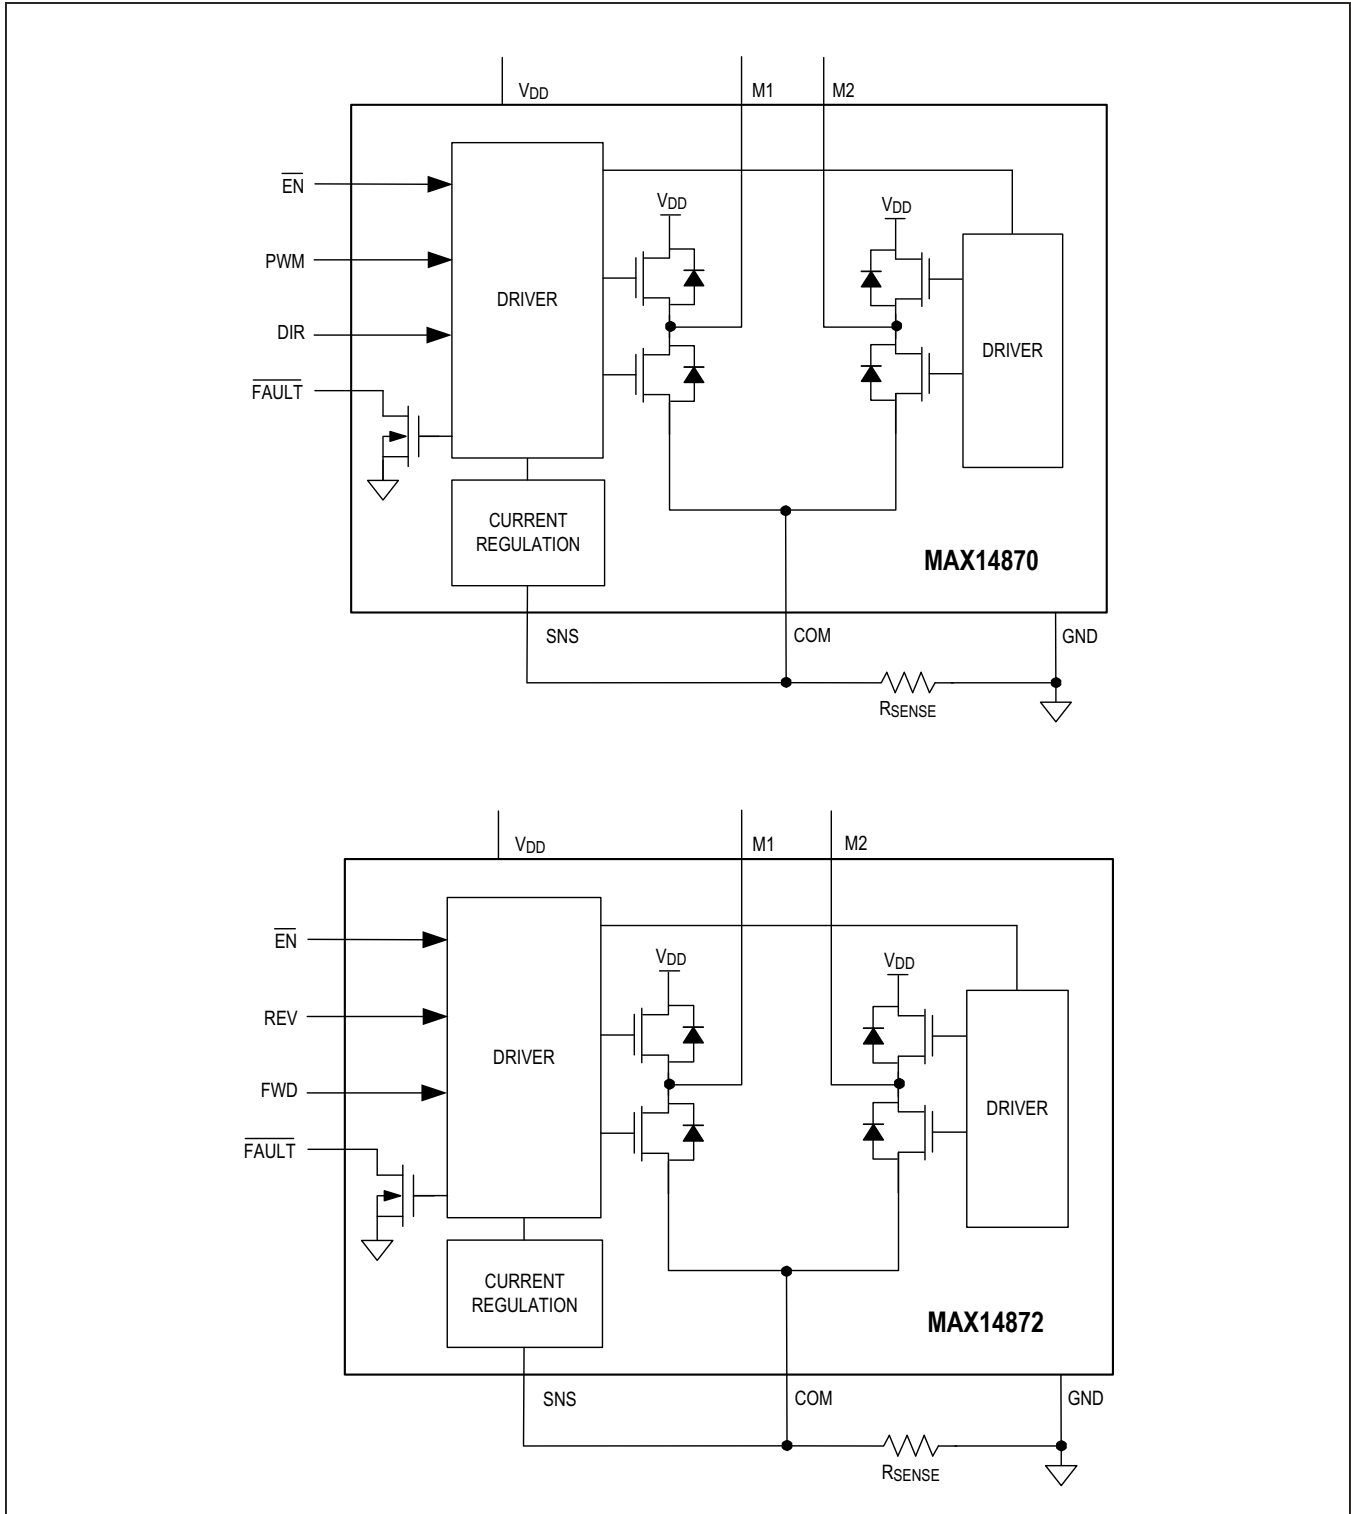 VDD
M1
M2
EN
PWM
DIR
FAULT
DRIVER
VDD
VDD
DRIVER
CURRENT
REGULATION
MAX14870
SNS
COM
GND
RSENSE
VDD
M1
M2
EN
REV
FWD
FAULT
DRIVER
VDD
VDD
DRIVER
CURRENT
REGULATION
MAX14872
SNS
COM
GND
RSENSE